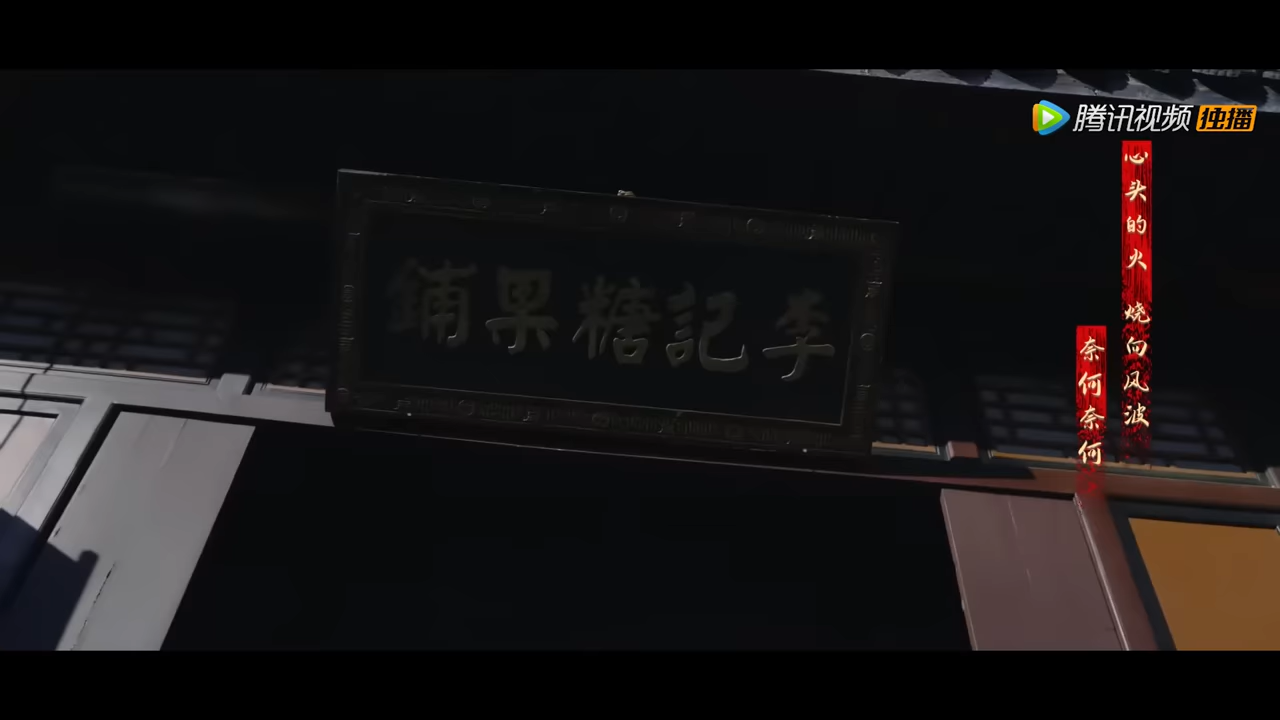 腾讯视频 独播
心头的火 烧向风波
奈何奈何
李記糖果鋪